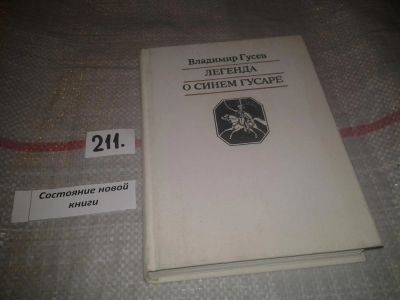 Владимир Гусев
ЛЕГЕНДА
О СИНЕМ ГУСАРЕ
211.
Состояние новой
книги